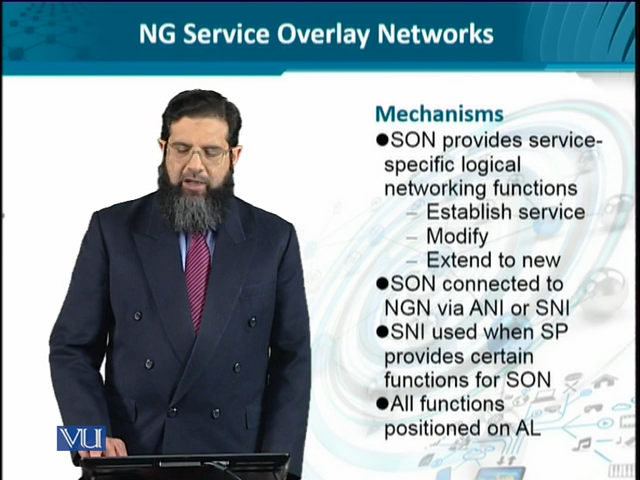 NG Service Overlay Networks
Mechanisms
●SON provides service-
specific logical
networking functions
– Establish service
– Modify
– Extend to new
●SON connected to
NGN via ANI or SNI
●SNI used when SP
provides certain
functions for SON
●All functions
positioned on AL
VU